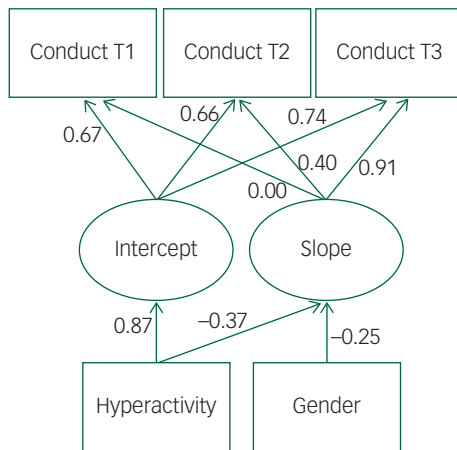 Conduct T1 Conduct T2 Conduct T3
0.67 0.66 0.74
0.00 0.40 0.91
Intercept Slope
0.87 –0.37 –0.25
Hyperactivity Gender